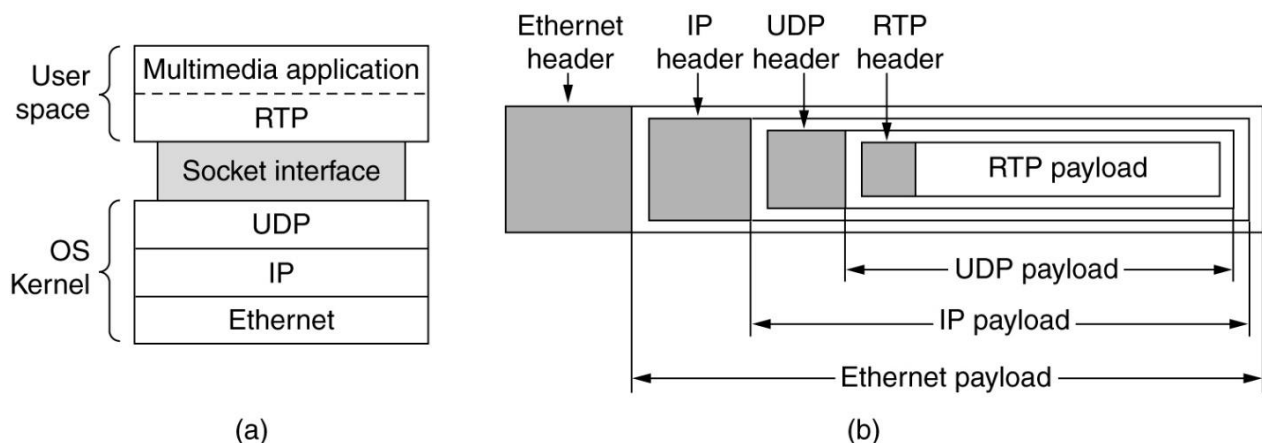 User
space
Multimedia application
RTP
Socket interface
OS
Kernel
UDP
IP
Ethernet
(a)
Ethernet
header
IP
header
UDP
header
RTP
header
RTP payload
UDP payload
IP payload
Ethernet payload
(b)